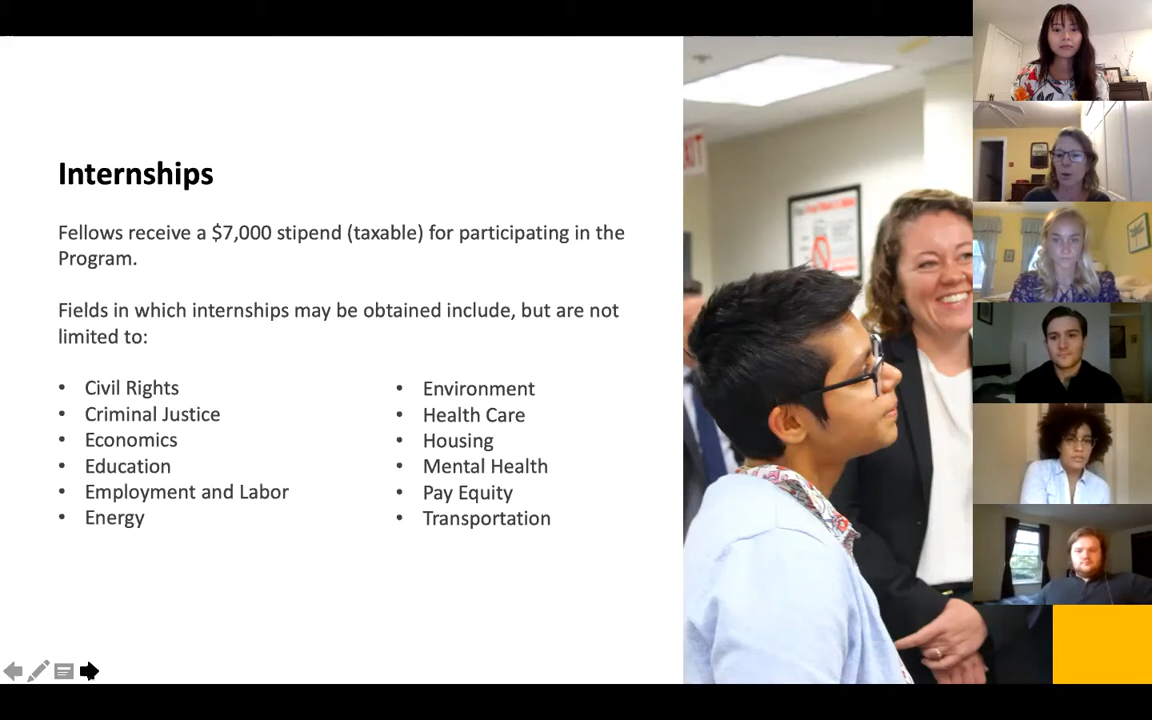 Internships
Fellows receive a $7,000 stipend (taxable) for participating in the
Program.
Fields in which internships may be obtained include, but are not
limited to:
• Civil Rights
• Criminal Justice
• Economics
• Education
• Employment and Labor
• Energy
• Environment
• Health Care
• Housing
• Mental Health
• Pay Equity
• Transportation